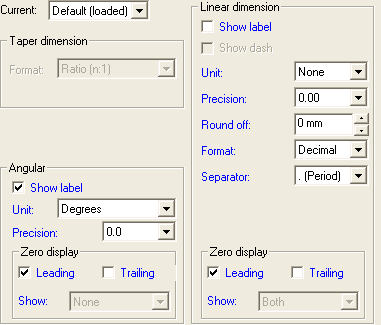 Current: Default (loaded)
Taper dimension
Format: Ratio (n:1)
Angular
Show label
Unit: Degrees
Precision: 0.0
Zero display
Leading Trailing
Show: None
Linear dimension
Show label
Show dash
Unit: None
Precision: 0.00
Round off: 0 mm
Format: Decimal
Separator: . (Period)
Zero display
Leading Trailing
Show: Both